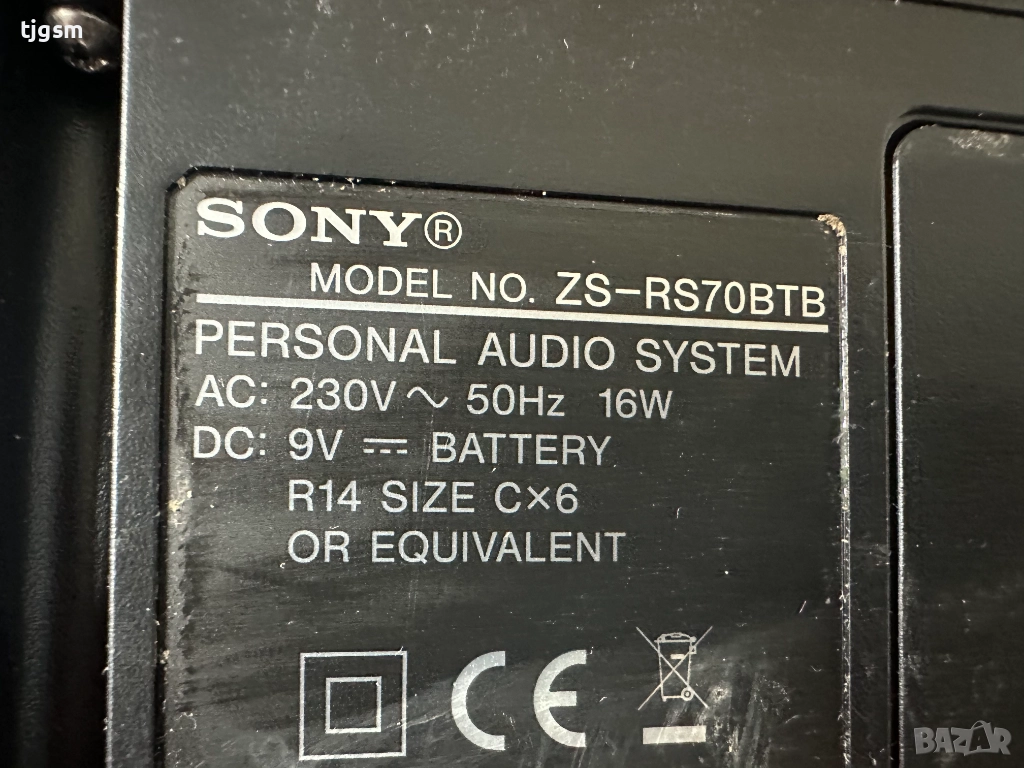 tjgsm
SONY®
MODEL NO. ZS-RS70BTB
PERSONAL AUDIO SYSTEM
AC: 230V ~ 50Hz 16W
DC: 9V ⎓ BATTERY
R14 SIZE C×6
OR EQUIVALENT
CE
BAZAR